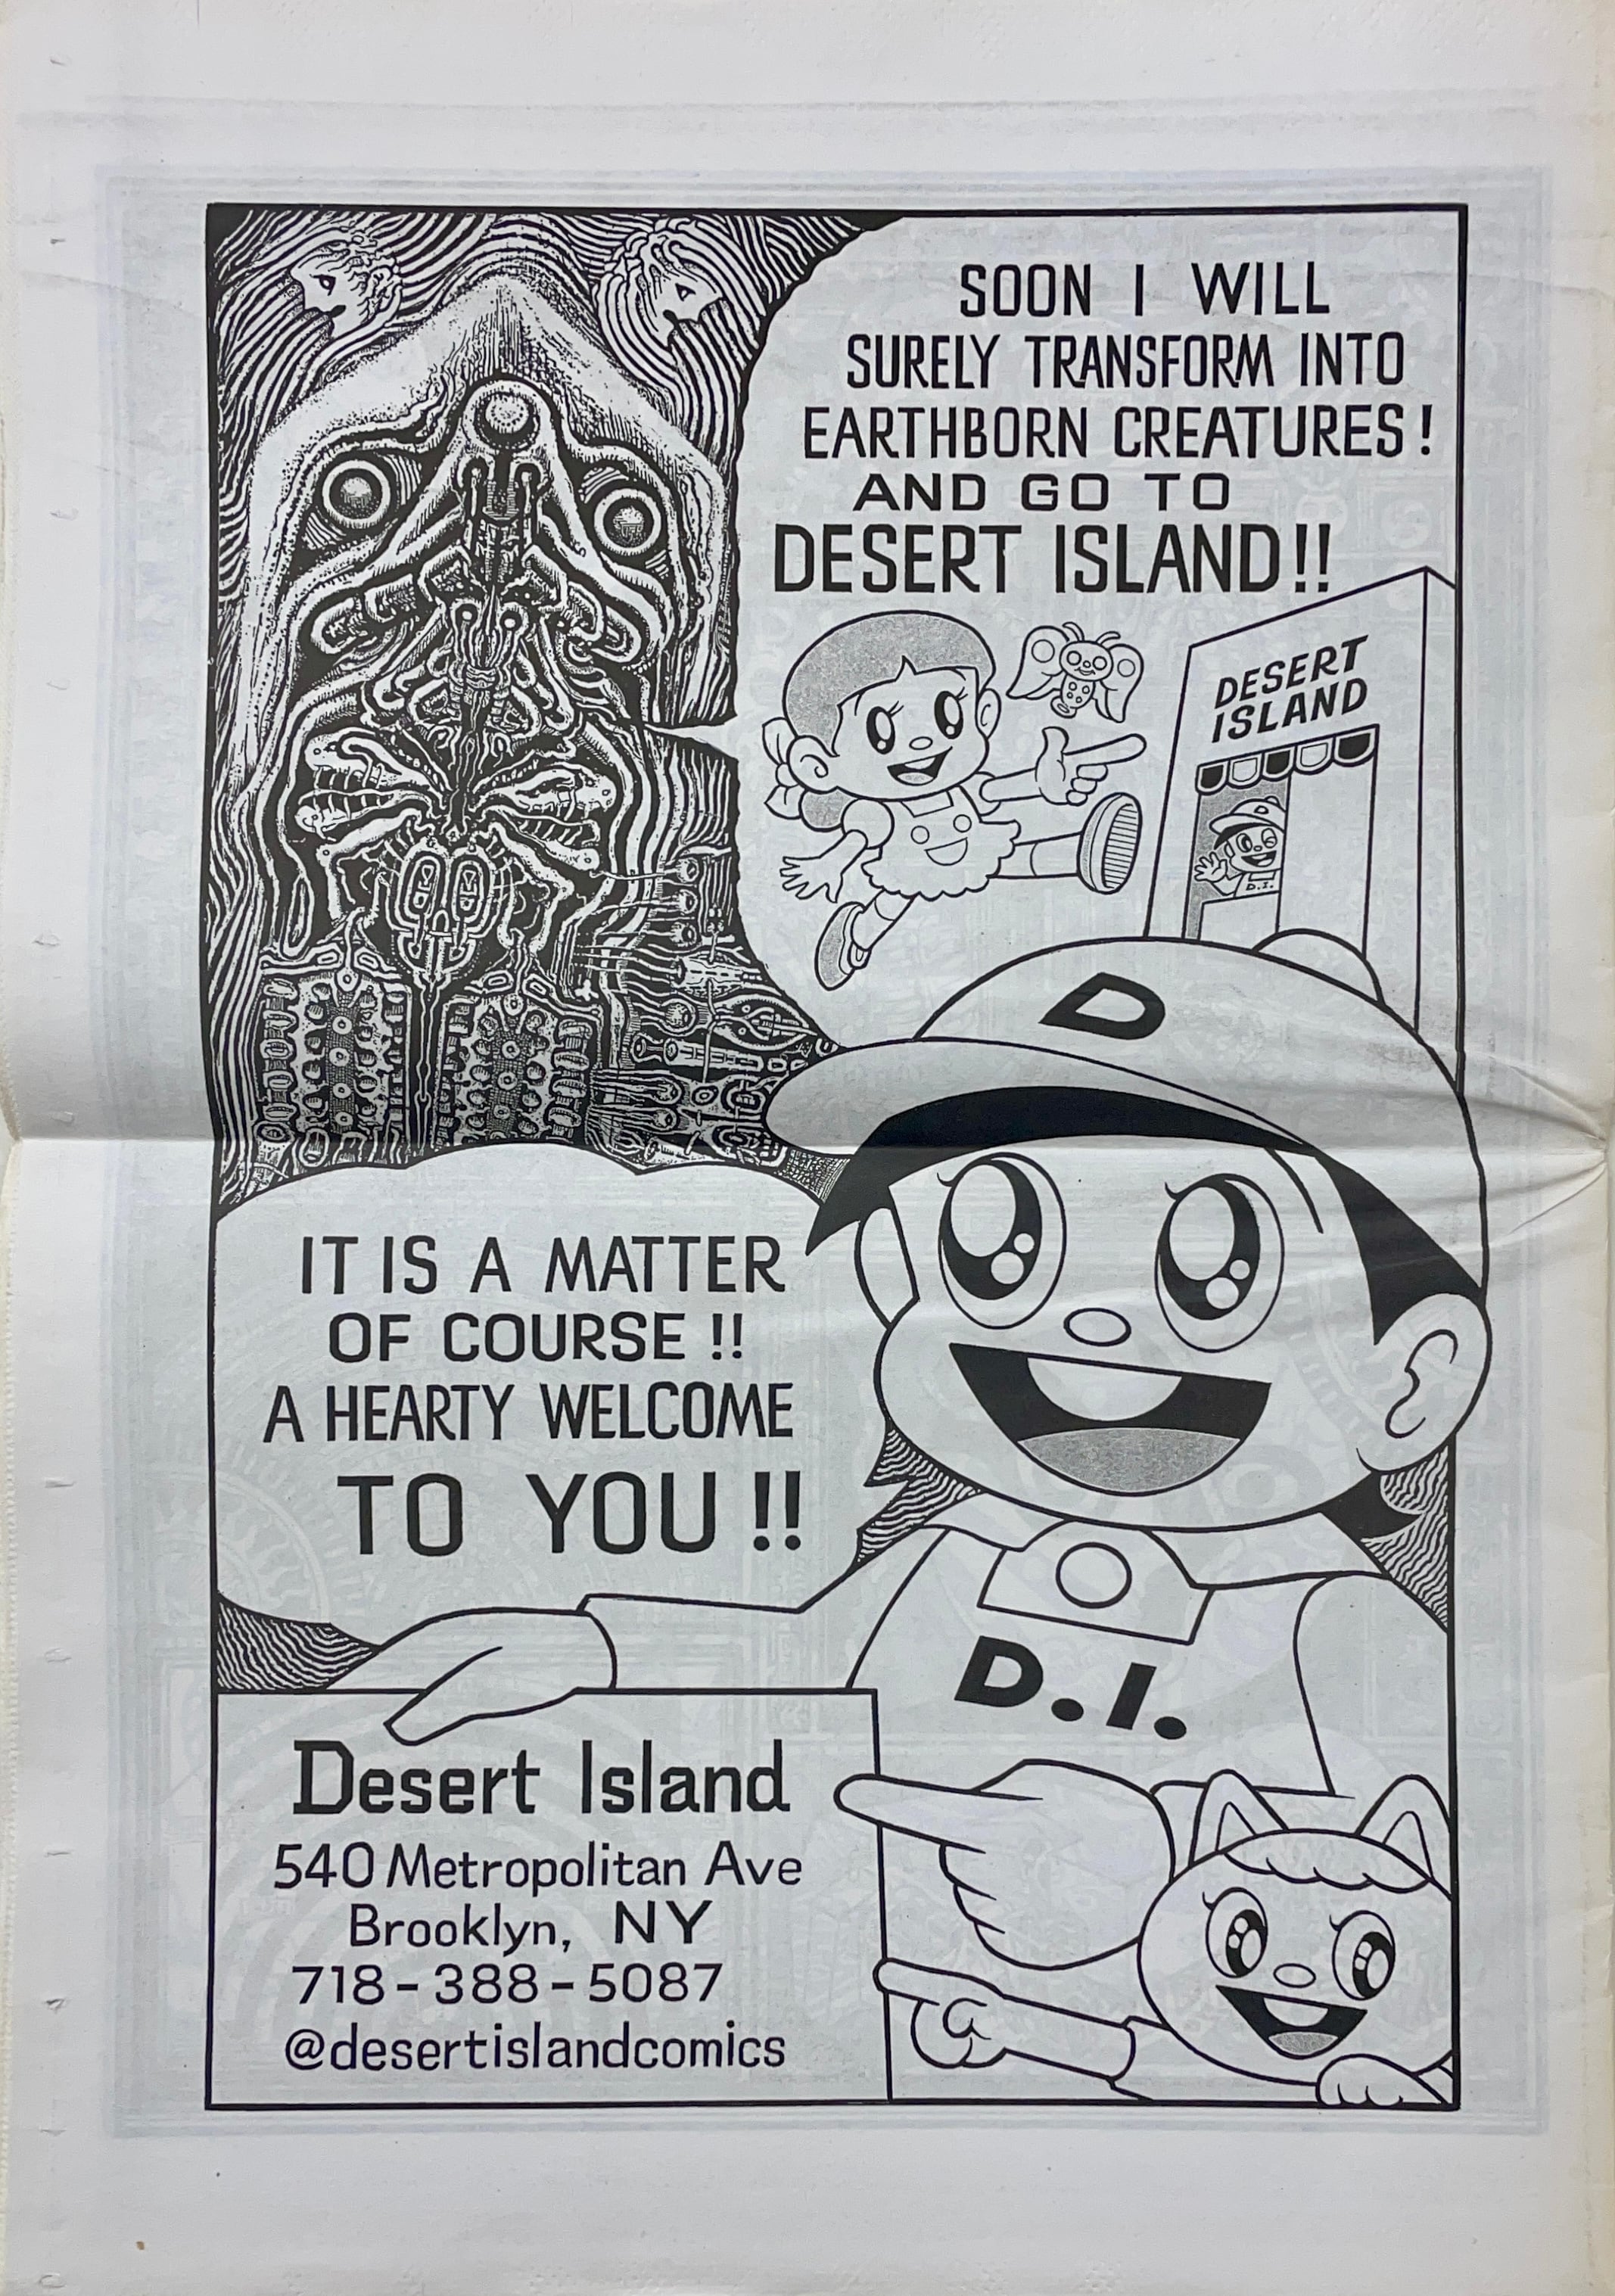 SOON I WILL
SURELY TRANSFORM INTO
EARTHBORN CREATURES!
AND GO TO
DESERT ISLAND!!
DESERT
ISLAND
D.I.
D
IT IS A MATTER
OF COURSE!!
A HEARTY WELCOME
TO YOU!!
D.I.
Desert Island
540 Metropolitan Ave
Brooklyn, NY
718-388-5087
@desertislandcomics